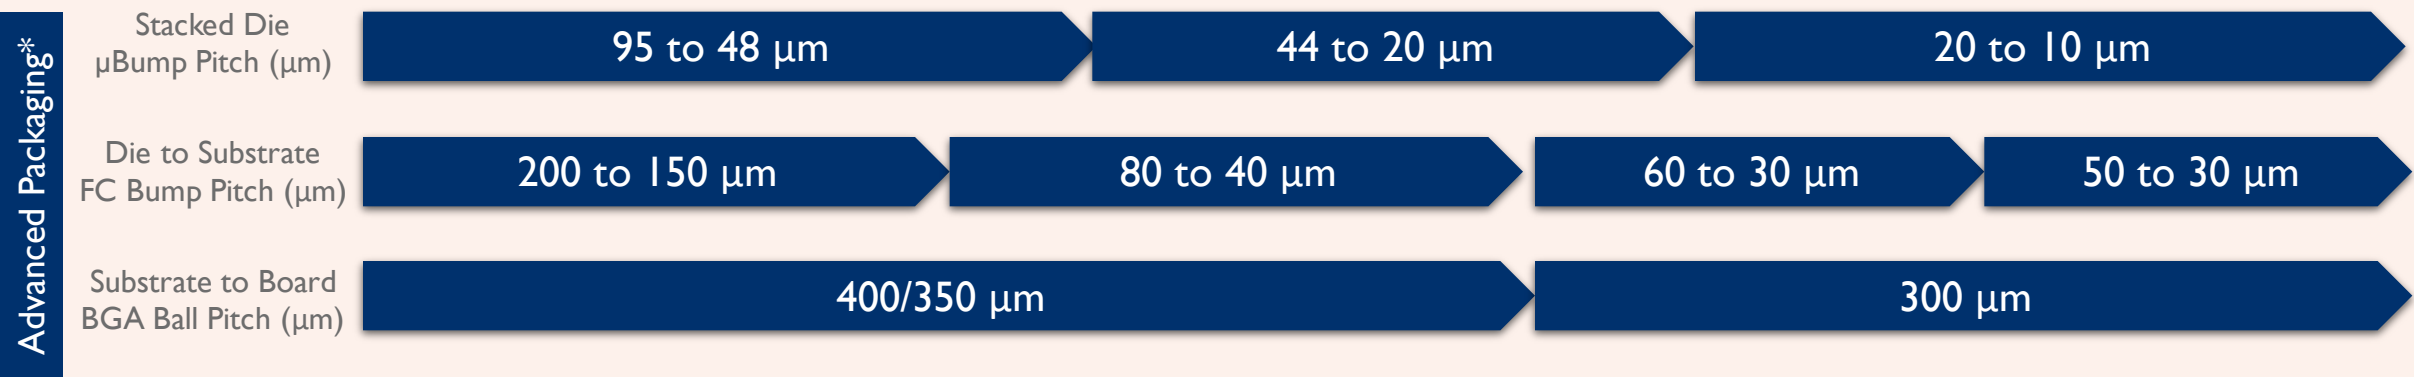 Advanced Packaging*
Stacked Die
µBump Pitch (µm)
95 to 48 µm
44 to 20 µm
20 to 10 µm
Die to Substrate
FC Bump Pitch (µm)
200 to 150 µm
80 to 40 µm
60 to 30 µm
50 to 30 µm
Substrate to Board
BGA Ball Pitch (µm)
400/350 µm
300 µm